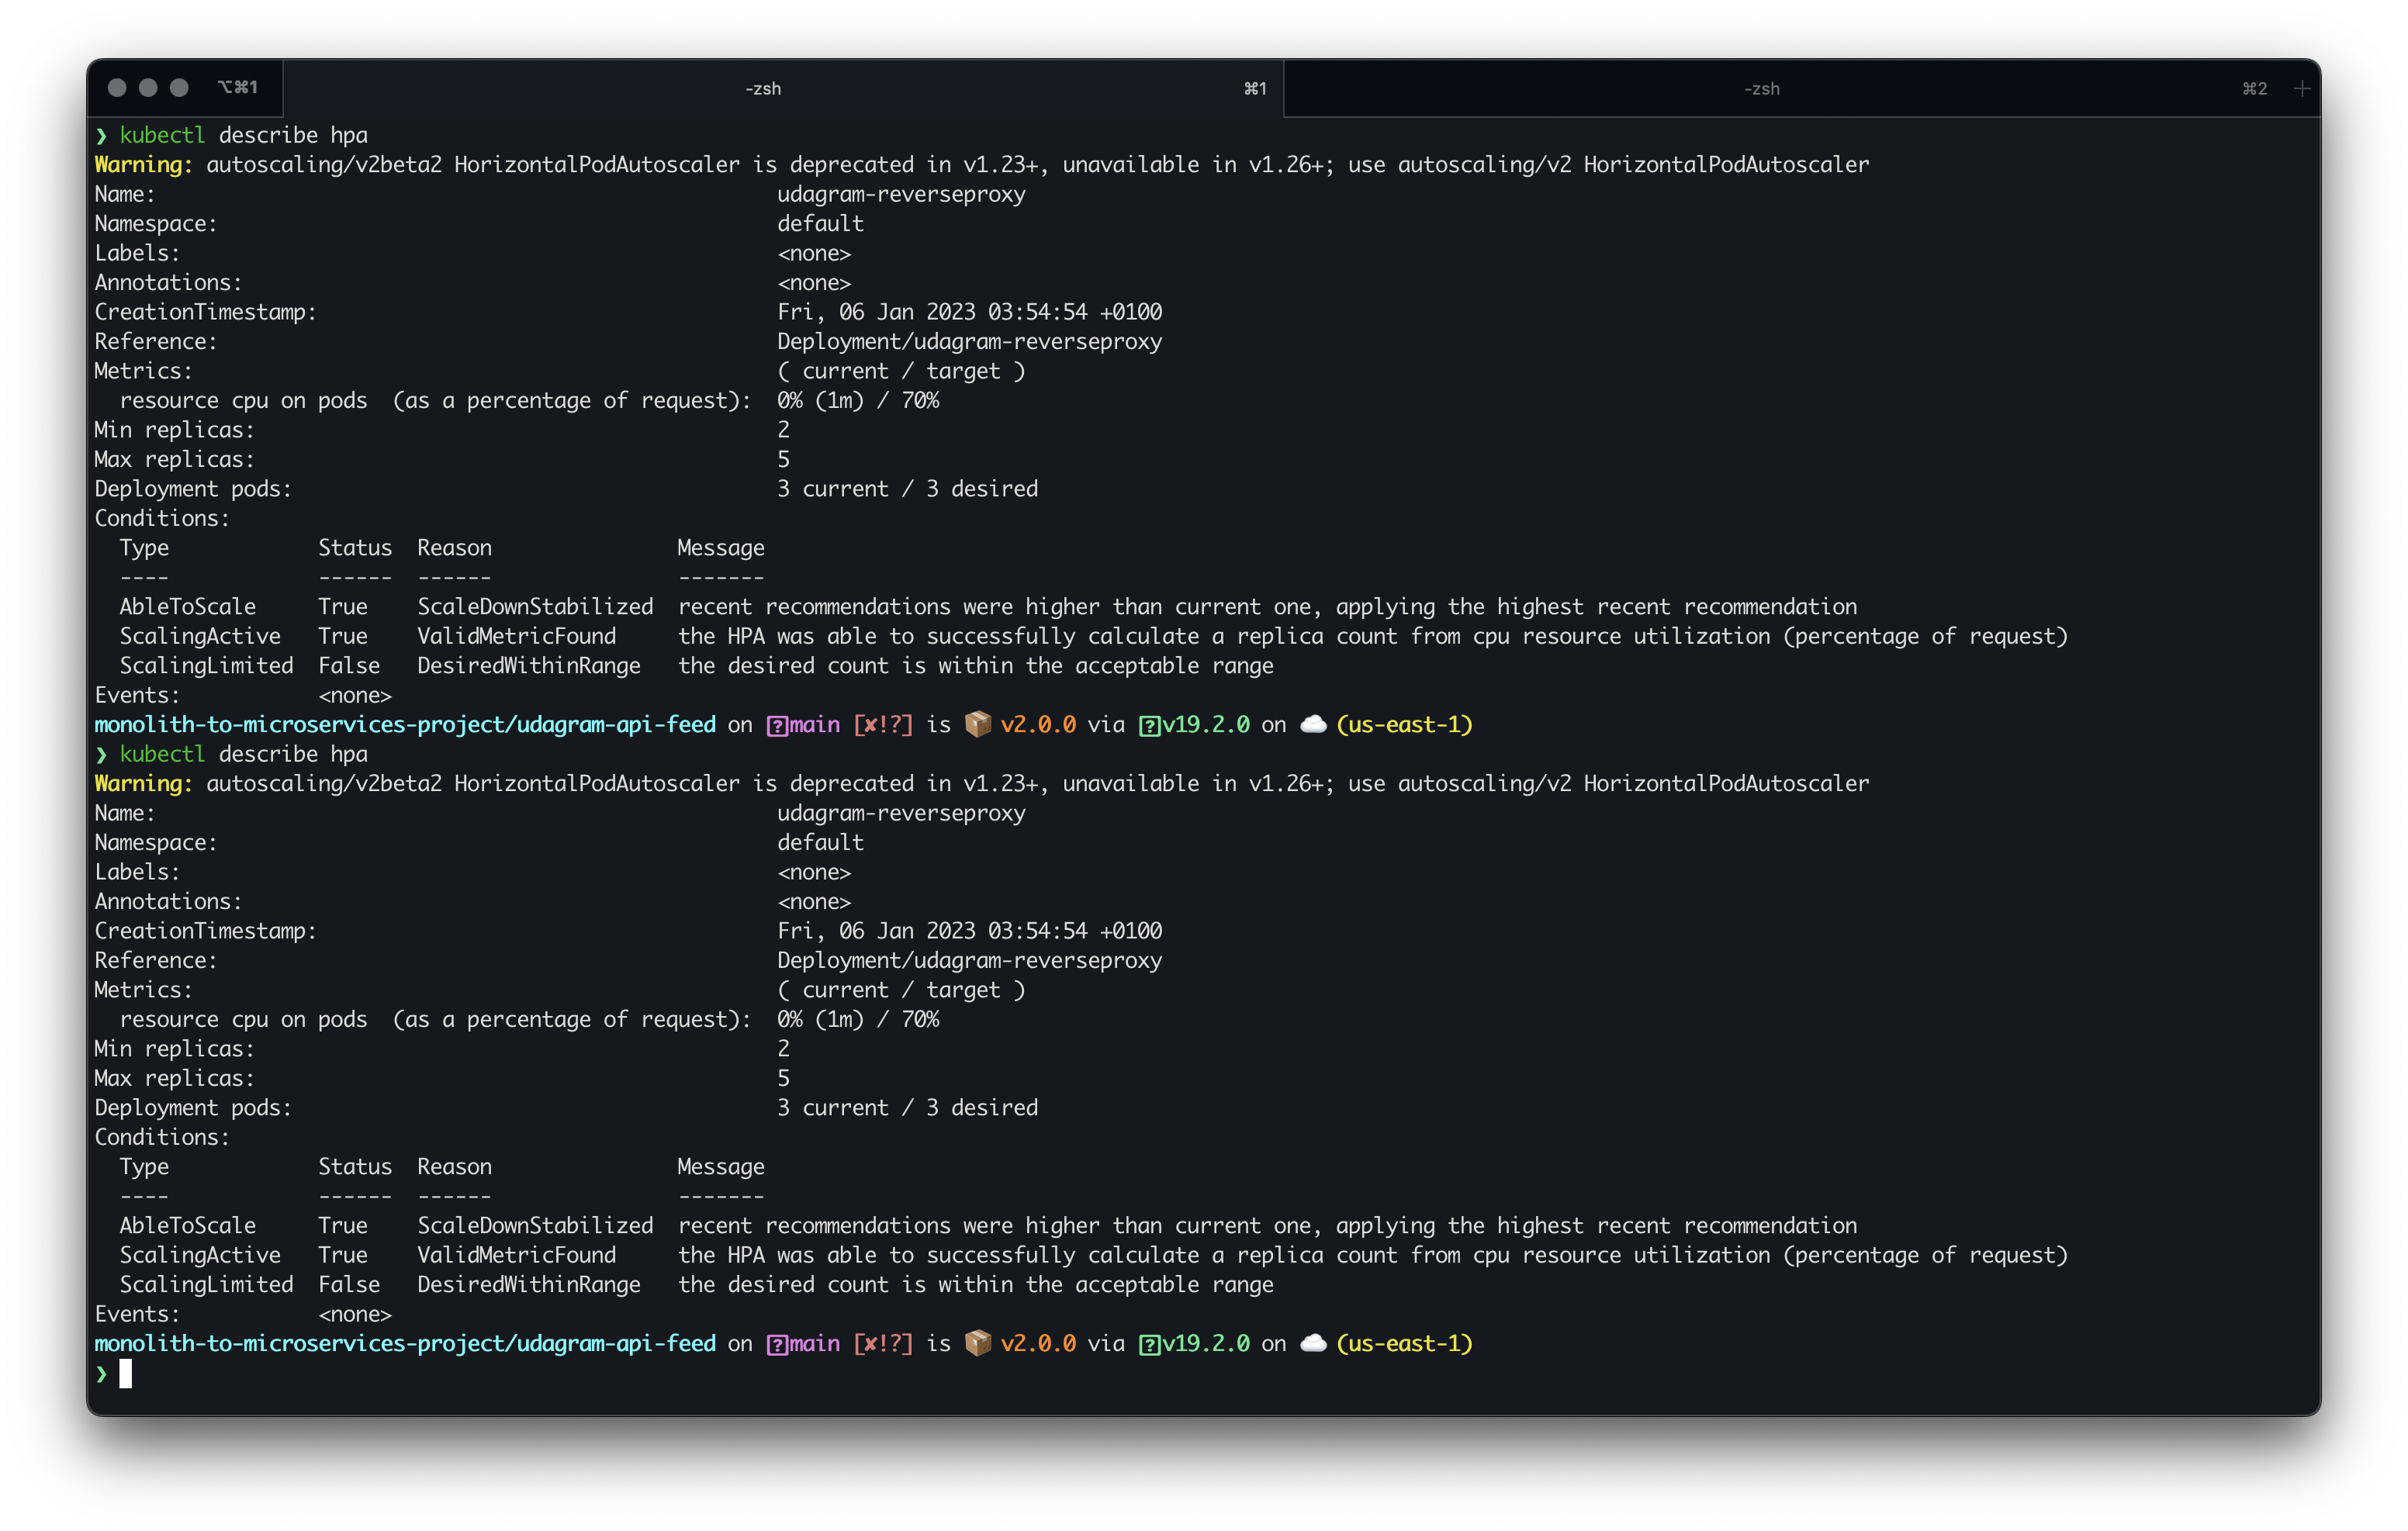 ⌥⌘1 -zsh ⌘1 -zsh ⌘2 +
❯ kubectl describe hpa
Warning: autoscaling/v2beta2 HorizontalPodAutoscaler is deprecated in v1.23+, unavailable in v1.26+; use autoscaling/v2 HorizontalPodAutoscaler
Name: udagram-reverseproxy
Namespace: default
Labels: <none>
Annotations: <none>
CreationTimestamp: Fri, 06 Jan 2023 03:54:54 +0100
Reference: Deployment/udagram-reverseproxy
Metrics: ( current / target )
resource cpu on pods  (as a percentage of request): 0% (1m) / 70%
Min replicas: 2
Max replicas: 5
Deployment pods: 3 current / 3 desired
Conditions:
Type Status Reason Message
---- ------ ------ -------
AbleToScale True ScaleDownStabilized recent recommendations were higher than current one, applying the highest recent recommendation
ScalingActive True ValidMetricFound the HPA was able to successfully calculate a replica count from cpu resource utilization (percentage of request)
ScalingLimited False DesiredWithinRange the desired count is within the acceptable range
Events: <none>
monolith-to-microservices-project/udagram-api-feed on [?]main [✘!?] is 📦 v2.0.0 via [?]v19.2.0 on ☁️ (us-east-1)
❯ kubectl describe hpa
Warning: autoscaling/v2beta2 HorizontalPodAutoscaler is deprecated in v1.23+, unavailable in v1.26+; use autoscaling/v2 HorizontalPodAutoscaler
Name: udagram-reverseproxy
Namespace: default
Labels: <none>
Annotations: <none>
CreationTimestamp: Fri, 06 Jan 2023 03:54:54 +0100
Reference: Deployment/udagram-reverseproxy
Metrics: ( current / target )
resource cpu on pods  (as a percentage of request): 0% (1m) / 70%
Min replicas: 2
Max replicas: 5
Deployment pods: 3 current / 3 desired
Conditions:
Type Status Reason Message
---- ------ ------ -------
AbleToScale True ScaleDownStabilized recent recommendations were higher than current one, applying the highest recent recommendation
ScalingActive True ValidMetricFound the HPA was able to successfully calculate a replica count from cpu resource utilization (percentage of request)
ScalingLimited False DesiredWithinRange the desired count is within the acceptable range
Events: <none>
monolith-to-microservices-project/udagram-api-feed on [?]main [✘!?] is 📦 v2.0.0 via [?]v19.2.0 on ☁️ (us-east-1)
❯